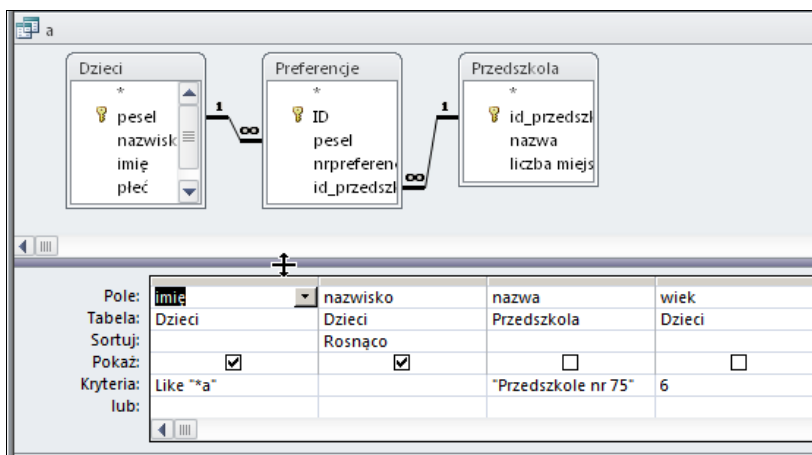 a
Dzieci Preferencje Przedszkola
* * *
pesel 1 ID 1 id_przedszl
nazwisk ∞ pesel nazwa
imię nrpreferen liczba miejs
płeć id_przedszl ∞
Pole: imię nazwisko nazwa wiek
Tabela: Dzieci Dzieci Przedszkola Dzieci
Sortuj: Rosnąco
Pokaż:
Kryteria: Like "*a" "Przedszkole nr 75" 6
lub: